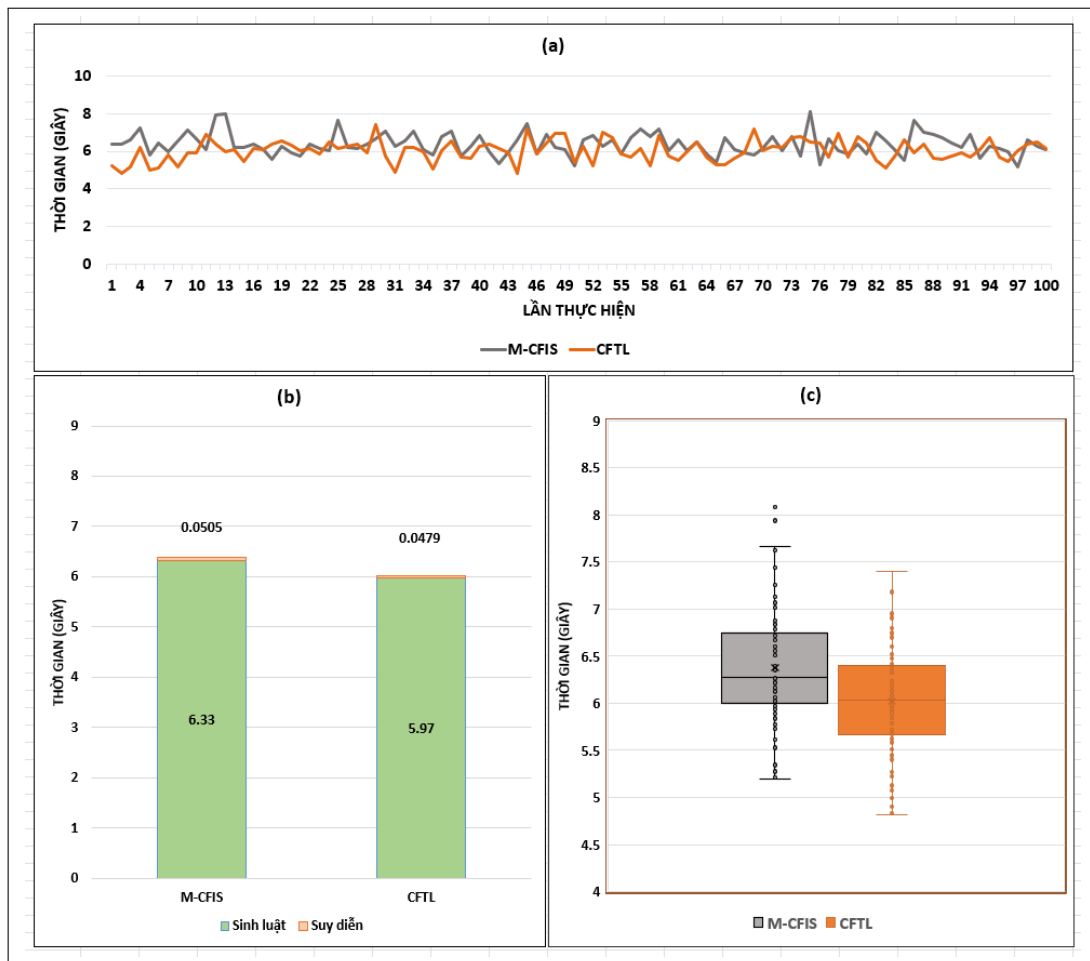 (a)
THỜI GIAN (GIÂY)
10
8
6
4
2
0
1 4 7 10 13 16 19 22 25 28 31 34 37 40 43 46 49 52 55 58 61 64 67 70 73 76 79 82 85 88 91 94 97 100
LẦN THỰC HIỆN
M-CFIS CFTL
(b)
THỜI GIAN (GIÂY)
9
8
7
6
5
4
3
2
1
0
0.0505
0.0479
6.33
5.97
M-CFIS CFTL
Sinh luật Suy diễn
(c)
THỜI GIAN (GIÂY)
9
8.5
8
7.5
7
6.5
6
5.5
5
4.5
4
M-CFIS CFTL